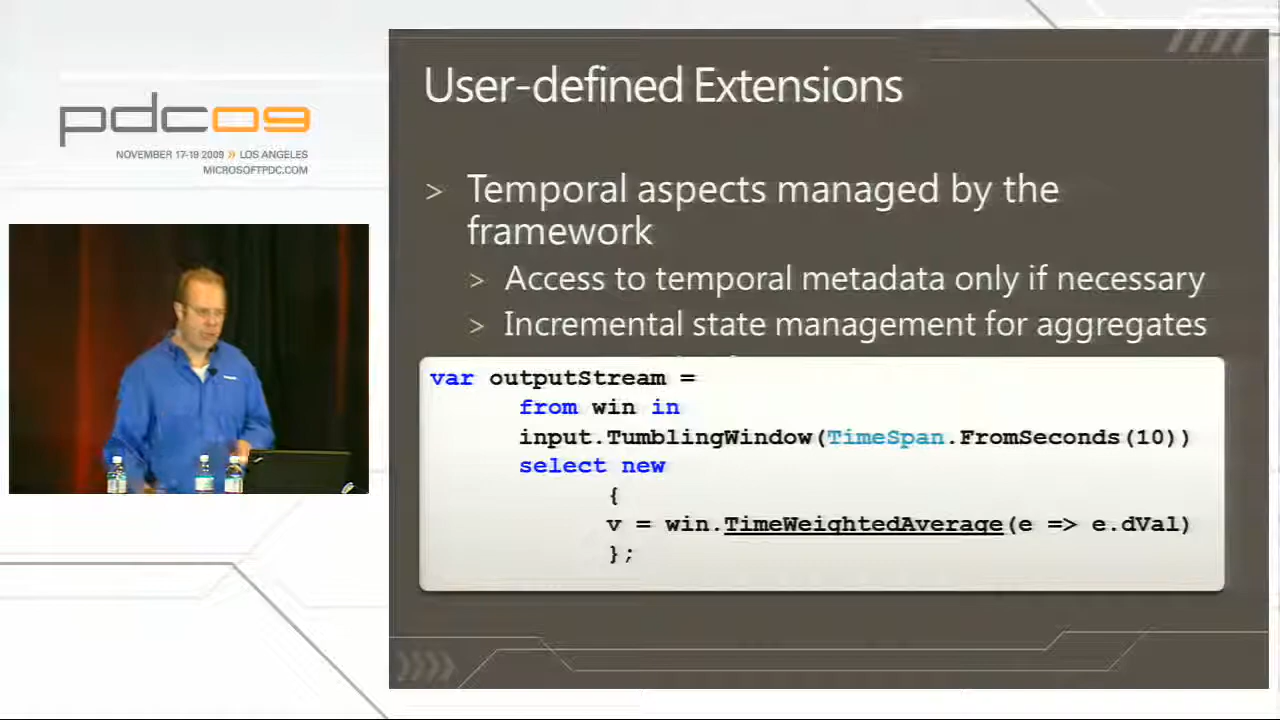 pdc09
NOVEMBER 17-19 2009 » LOS ANGELES
MICROSOFTPDC.COM
User-defined Extensions
> Temporal aspects managed by the
framework
> Access to temporal metadata only if necessary
> Incremental state management for aggregates
var outputStream =
from win in
input.TumblingWindow(TimeSpan.FromSeconds(10))
select new
{
v = win.TimeWeightedAverage(e => e.dVal)
};